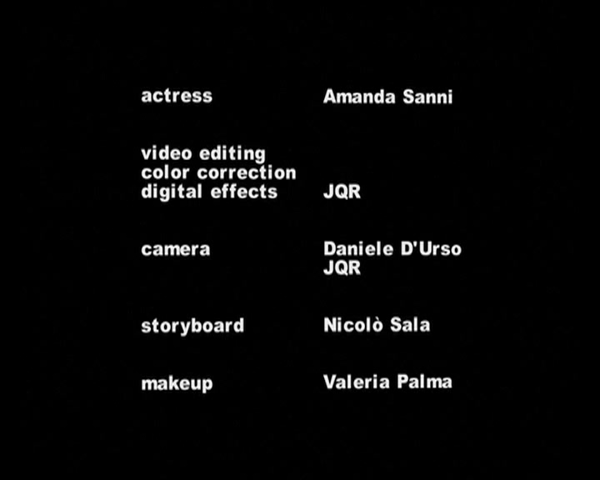 actress Amanda Sanni
video editing
color correction
digital effects JQR
camera Daniele D'Urso
JQR
storyboard Nicolò Sala
makeup Valeria Palma